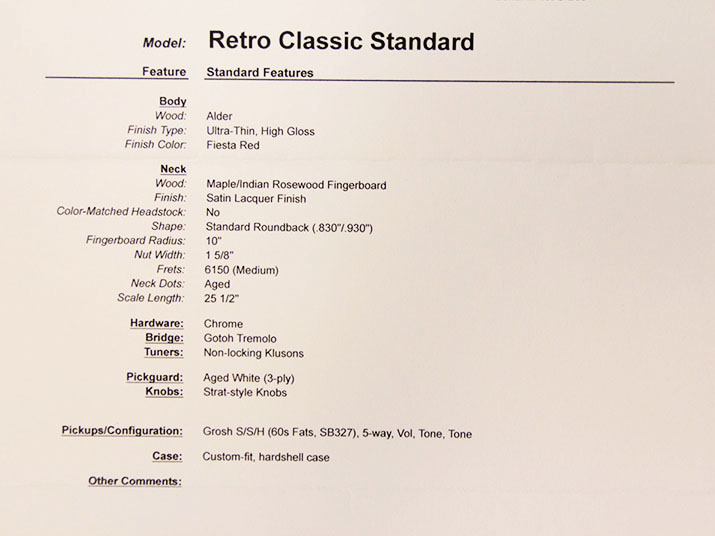 Model: Retro Classic Standard
Feature Standard Features
Body
Wood: Alder
Finish Type: Ultra-Thin, High Gloss
Finish Color: Fiesta Red
Neck
Wood: Maple/Indian Rosewood Fingerboard
Finish: Satin Lacquer Finish
Color-Matched Headstock: No
Shape: Standard Roundback (.830"/.930")
Fingerboard Radius: 10"
Nut Width: 1 5/8"
Frets: 6150 (Medium)
Neck Dots: Aged
Scale Length: 25 1/2"
Hardware: Chrome
Bridge: Gotoh Tremolo
Tuners: Non-locking Klusons
Pickguard: Aged White (3-ply)
Knobs: Strat-style Knobs
Pickups/Configuration: Grosh S/S/H (60s Fats, SB327), 5-way, Vol, Tone, Tone
Case: Custom-fit, hardshell case
Other Comments: